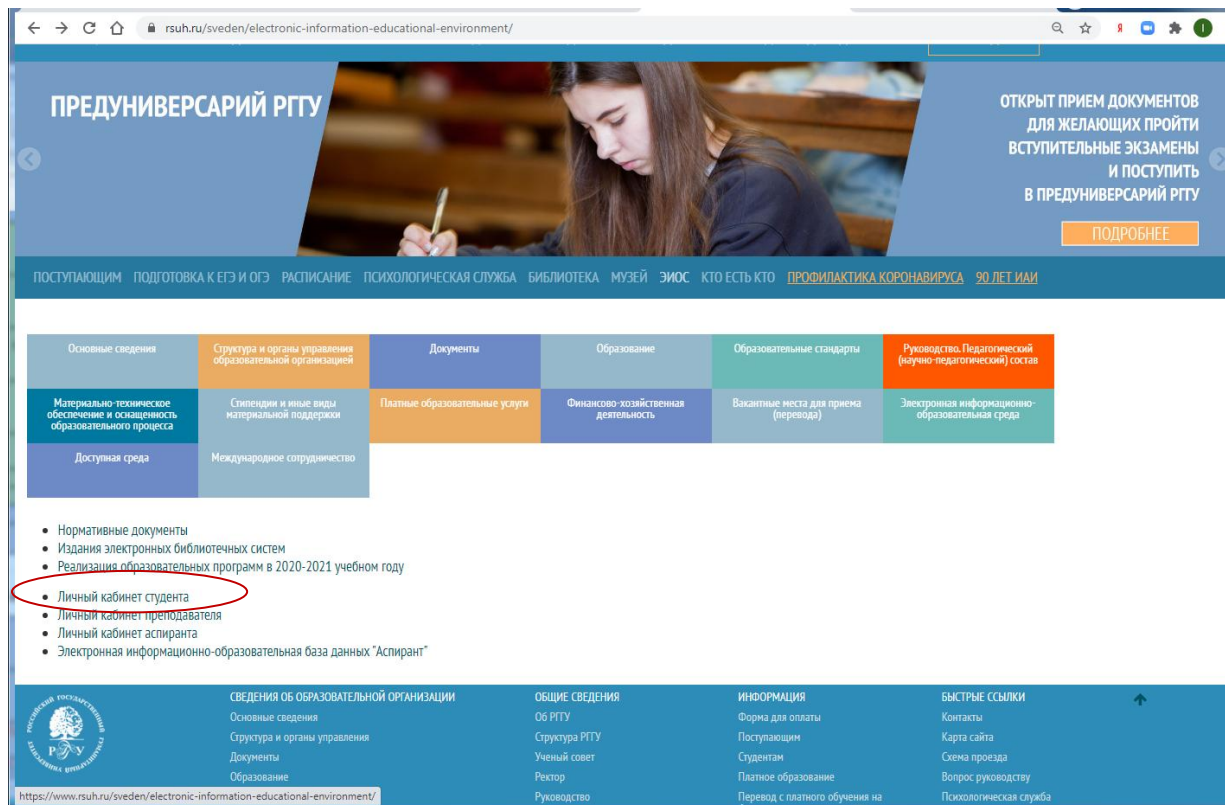 rsuh.ru/sveden/electronic-information-educational-environment/
ПРЕДУНИВЕРСАРИЙ РГГУ
ОТКРЫТ ПРИЕМ ДОКУМЕНТОВ
ДЛЯ ЖЕЛАЮЩИХ ПРОЙТИ
ВСТУПИТЕЛЬНЫЕ ЭКЗАМЕНЫ
И ПОСТУПИТЬ
В ПРЕДУНИВЕРСАРИЙ РГГУ
ПОДРОБНЕЕ
ПОСТУПАЮЩИМ ПОДГОТОВКА К ЕГЭ И ОГЭ РАСПИСАНИЕ ПСИХОЛОГИЧЕСКАЯ СЛУЖБА БИБЛИОТЕКА МУЗЕЙ ЭИОС КТО ЕСТЬ КТО ПРОФИЛАКТИКА КОРОНАВИРУСА 90 ЛЕТ ИАИ
Основные сведения
Структура и органы управления
образовательной организацией
Документы
Образование
Образовательные стандарты
Руководство. Педагогический
(научно-педагогический) состав
Материально-техническое
обеспечение и оснащенность
образовательного процесса
Стипендии и иные виды
материальной поддержки
Платные образовательные услуги
Финансово-хозяйственная
деятельность
Вакантные места для приема
(перевода)
Электронная информационно-
образовательная среда
Доступная среда
Международное сотрудничество
Нормативные документы
Издания электронных библиотечных систем
Реализация образовательных программ в 2020-2021 учебном году
Личный кабинет студента
Личный кабинет преподавателя
Личный кабинет аспиранта
Электронная информационно-образовательная база данных "Аспирант"
РОССИЙСКИЙ ГОСУДАРСТВЕННЫЙ ГУМАНИТАРНЫЙ УНИВЕРСИТЕТ
РГГУ
СВЕДЕНИЯ ОБ ОБРАЗОВАТЕЛЬНОЙ ОРГАНИЗАЦИИ
Основные сведения
Структура и органы управления
Документы
Образование
ОБЩИЕ СВЕДЕНИЯ
Об РГГУ
Структура РГГУ
Ученый совет
Ректор
Руководство
ИНФОРМАЦИЯ
Форма для оплаты
Поступающим
Студентам
Платное образование
Перевод с платного обучения на
БЫСТРЫЕ ССЫЛКИ
Контакты
Карта сайта
Схема проезда
Вопрос руководству
Психологическая служба
https://www.rsuh.ru/sveden/electronic-information-educational-environment/